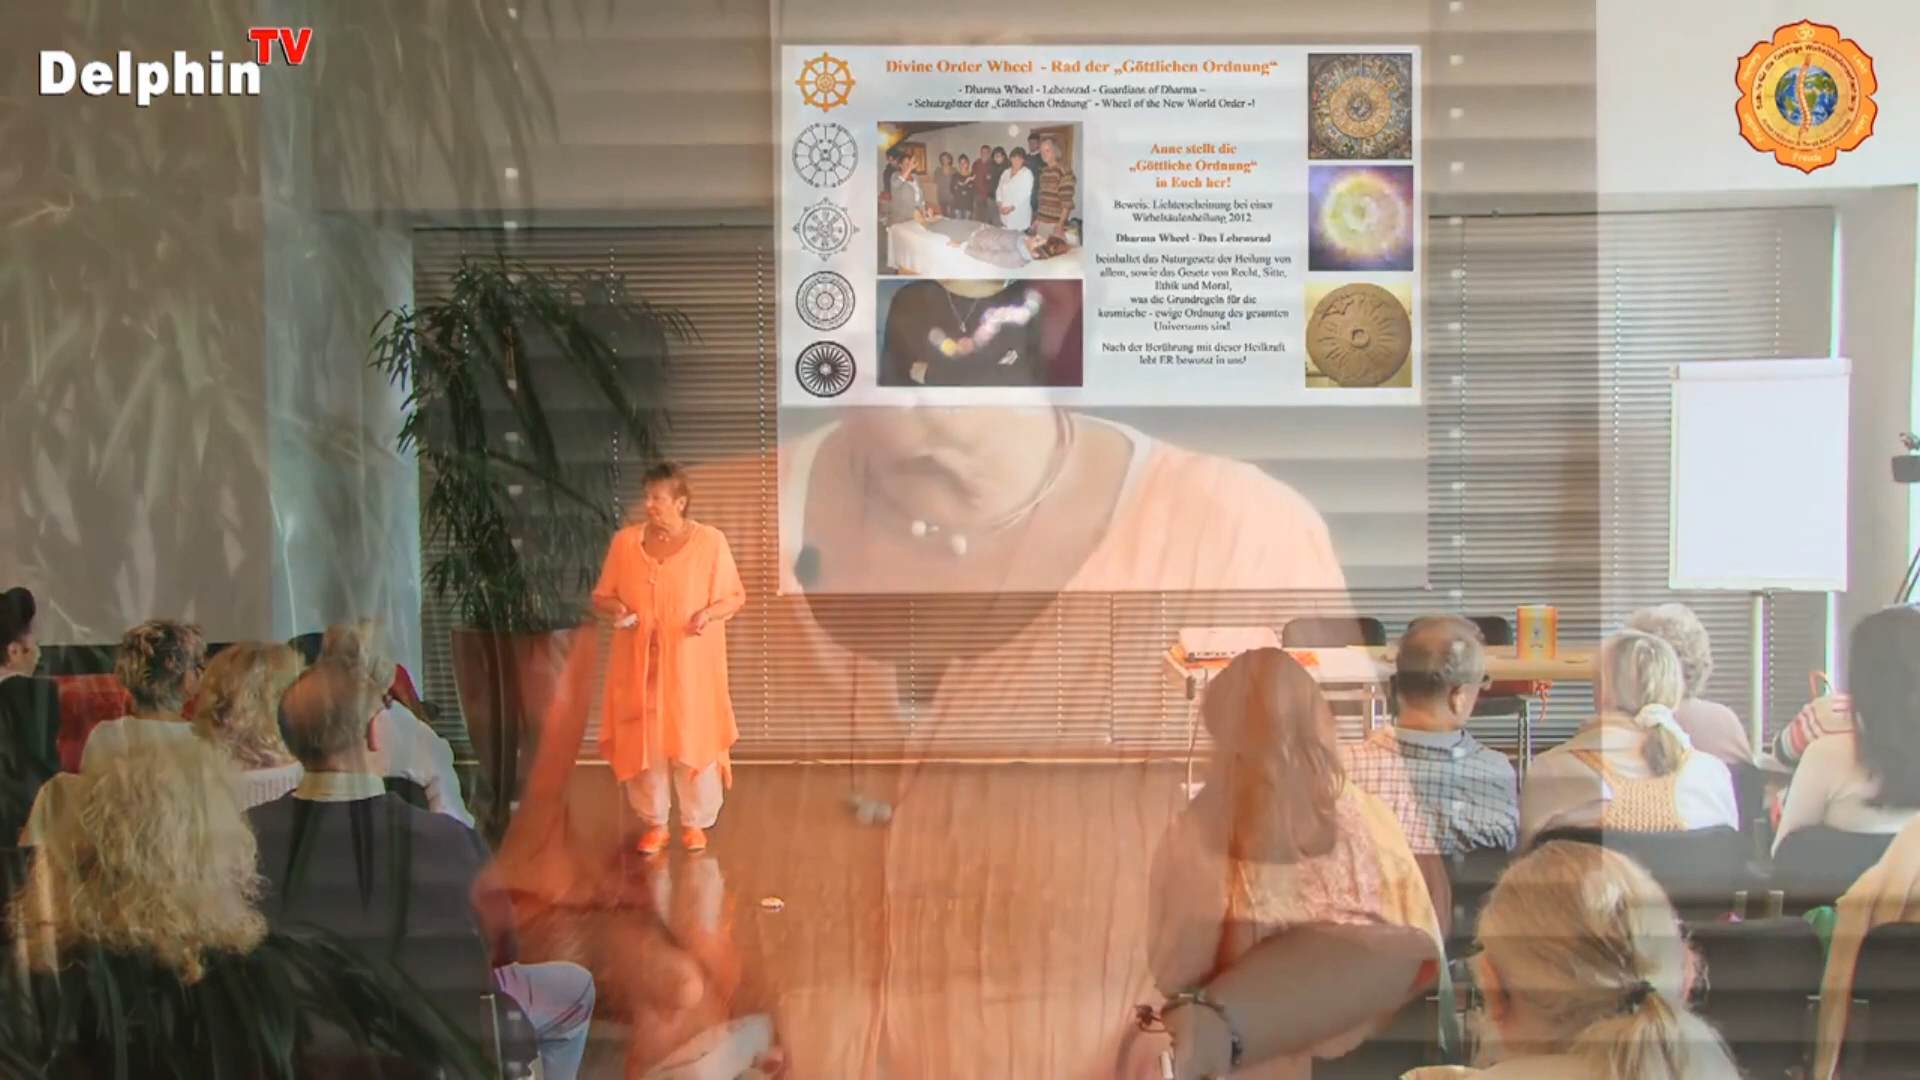 Delphin TV
Divine Order Wheel - Rad der „Göttlichen Ordnung“
- Dharma Wheel - Lebensrad - Guardians of Dharma –
- Schutzgötter der „Göttlichen Ordnung“ - Wheel of the New World Order -!
Anne stellt die
„Göttliche Ordnung“
in Euch her!
Beweis: Lichterscheinung bei einer
Wirbelsäulenheilung 2012
Dharma Wheel - Das Lebensrad
beinhaltet das Naturgesetz der Heilung von
allem, sowie das Gesetz von Recht, Sitte,
Ethik und Moral,
was die Grundregeln für die
kosmische - ewige Ordnung des gesamten
Universums sind.
Nach der Berührung mit dieser Heilkraft
lebt ER bewusst in uns!
Freude